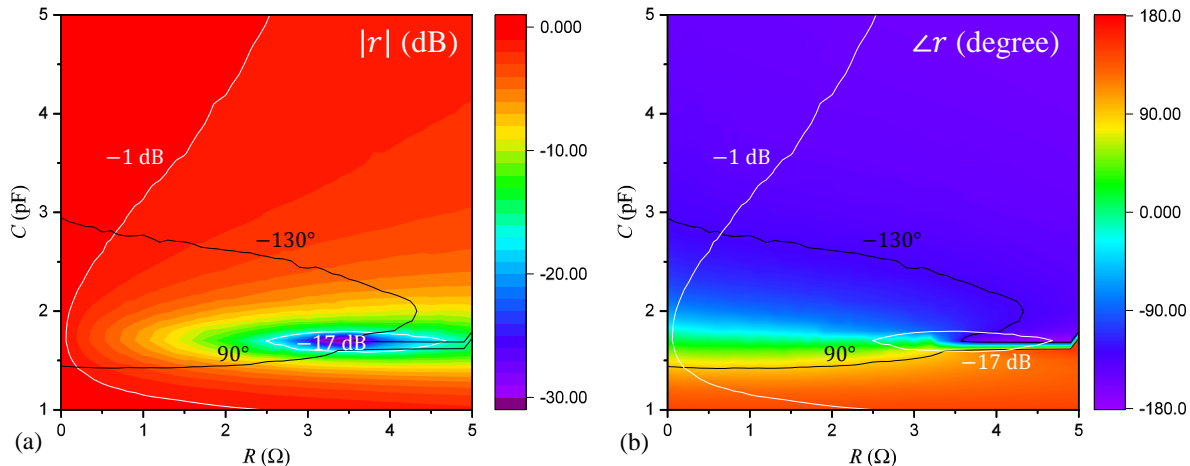 |r| (dB)
−1 dB
−130°
−17 dB
90°
5
4
3
2
1
C (pF)
0 1 2 3 4 5
R (Ω)
(a)
0.000
-10.00
-20.00
-30.00
∠r (degree)
−1 dB
−130°
90°
−17 dB
5
4
3
2
1
C (pF)
0 1 2 3 4 5
R (Ω)
(b)
180.0
90.00
0.000
-90.00
-180.0